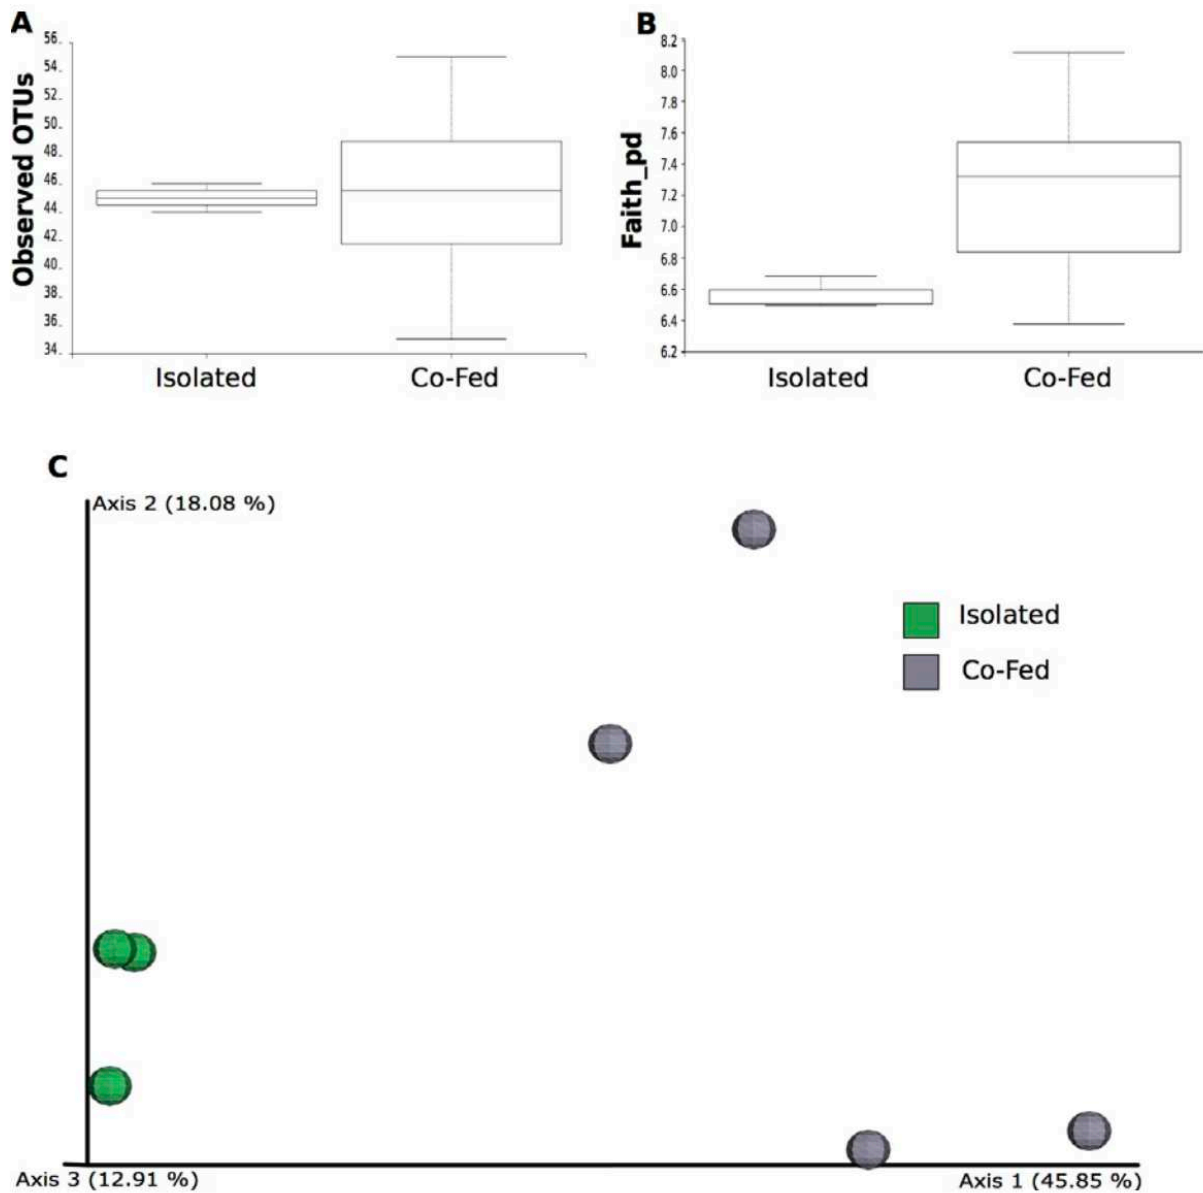 A
B
Observed OTUs
56
54
52
50
48
46
44
42
40
38
36
34
Isolated
Co-Fed
Faith_pd
8.2
8.0
7.8
7.6
7.4
7.2
7.0
6.8
6.6
6.4
6.2
Isolated
Co-Fed
C
Axis 2 (18.08 %)
Isolated
Co-Fed
Axis 3 (12.91 %)
Axis 1 (45.85 %)